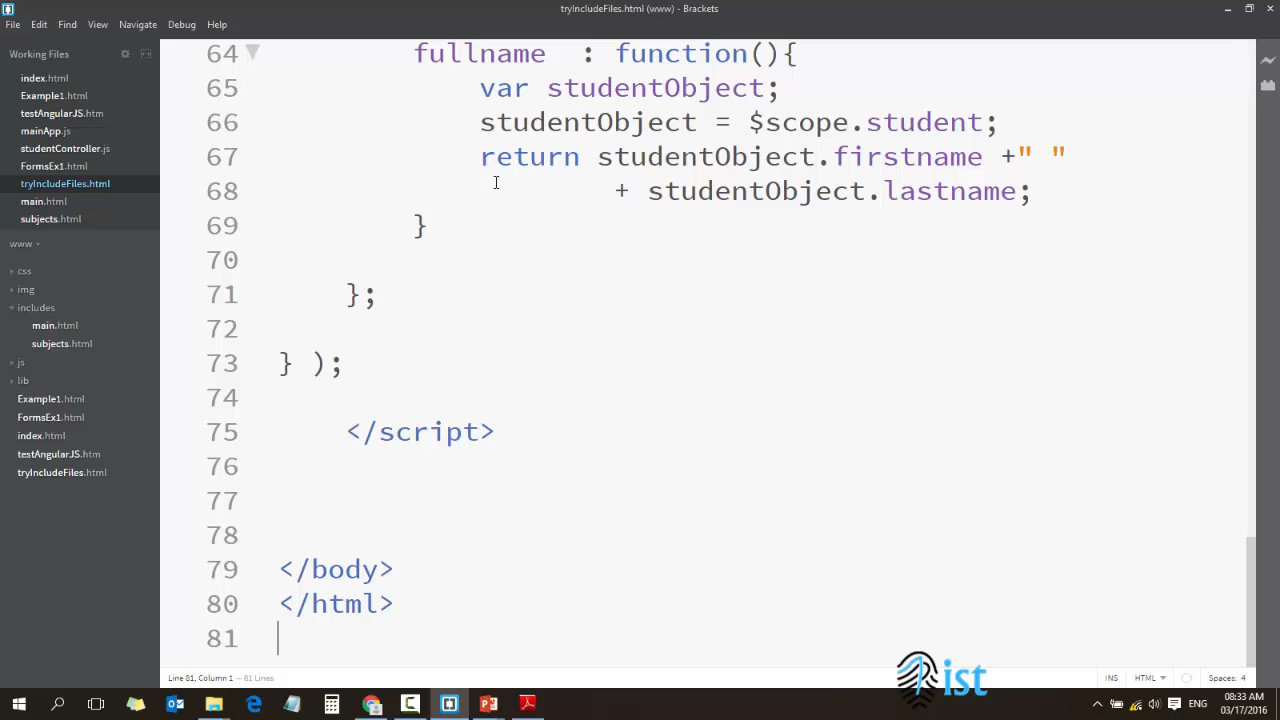 tryIncludeFiles.html (www) - Brackets
File Edit Find View Navigate Debug Help
Working Files
index.html
Example1.html
testAngularJS.htm
mainApp.js
studentController.js
FormsEx1.html
tryIncludeFiles.html
main.html
subjects.html
www
css
img
includes
main.html
subjects.html
js
lib
Example1.html
FormsEx1.html
index.html
testAngularJS.htm
tryIncludeFiles.html
64 fullname : function(){
65 var studentObject;
66 studentObject = $scope.student;
67 return studentObject.firstname +" "
68 + studentObject.lastname;
69 }
70
71 };
72
73 } );
74
75 </script>
76
77
78
79 </body>
80 </html>
81
Line 81, Column 1 — 81 Lines
INS HTML Spaces: 4
ist
ENG
08:33 AM
03/17/2016